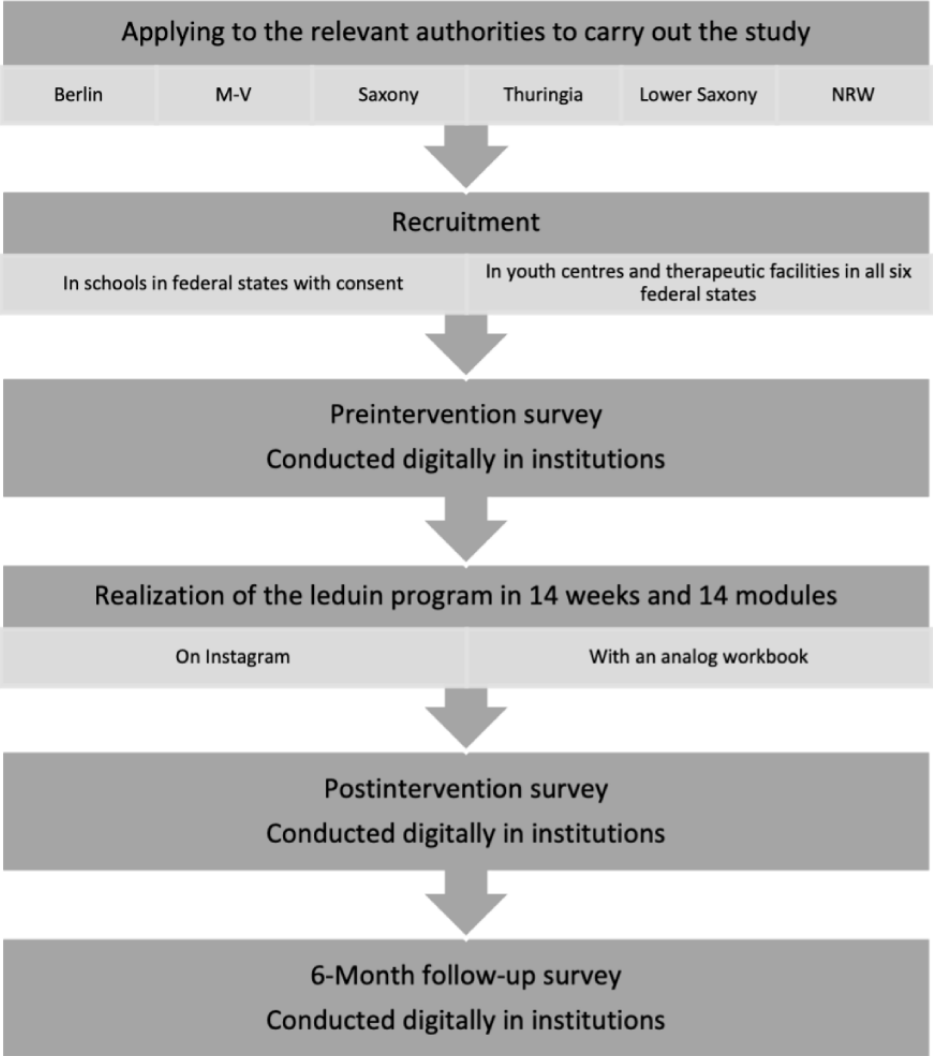 Applying to the relevant authorities to carry out the study
Berlin
M-V
Saxony
Thuringia
Lower Saxony
NRW
Recruitment
In schools in federal states with consent
In youth centres and therapeutic facilities in all six
federal states
Preintervention survey
Conducted digitally in institutions
Realization of the leduin program in 14 weeks and 14 modules
On Instagram
With an analog workbook
Postintervention survey
Conducted digitally in institutions
6-Month follow-up survey
Conducted digitally in institutions